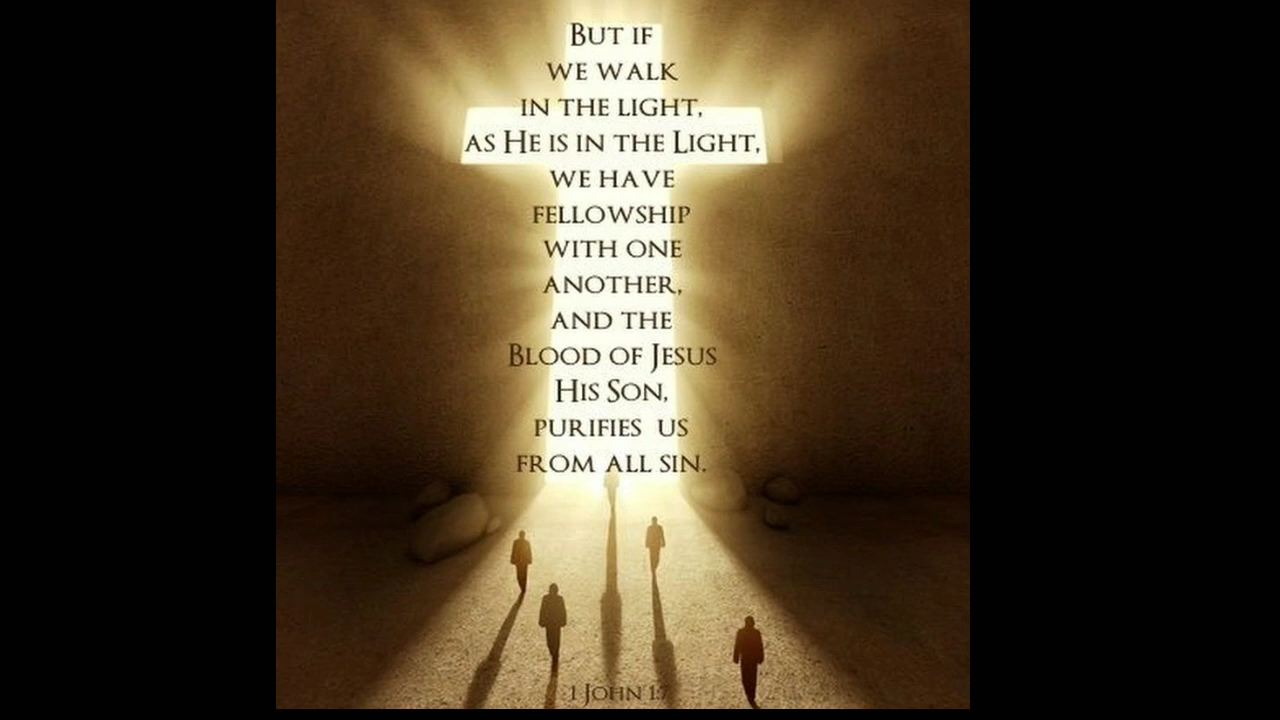 But if
we walk
in the light,
as He is in the Light,
we have
fellowship
with one
another,
and the
Blood of Jesus
His Son,
purifies us
from all sin.
1 John 1:7